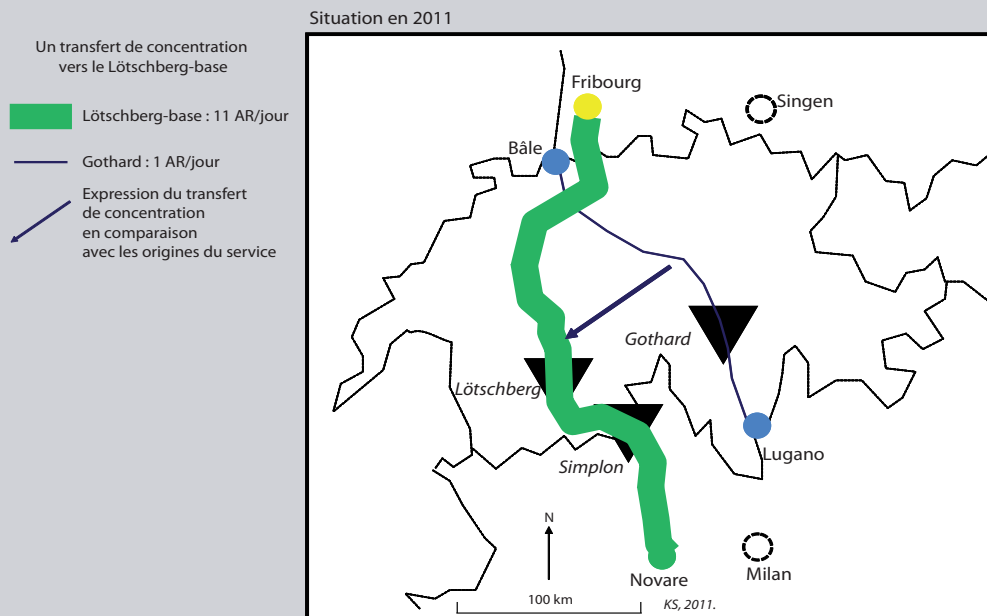 Situation en 2011
Un transfert de concentration
vers le Lötschberg-base
Lötschberg-base : 11 AR/jour
Gothard : 1 AR/jour
Expression du transfert
de concentration
en comparaison
avec les origines du service
Fribourg
Singen
Bâle
Gothard
Lötschberg
Lugano
Simplon
N
Milan
Novare
100 km
KS, 2011.